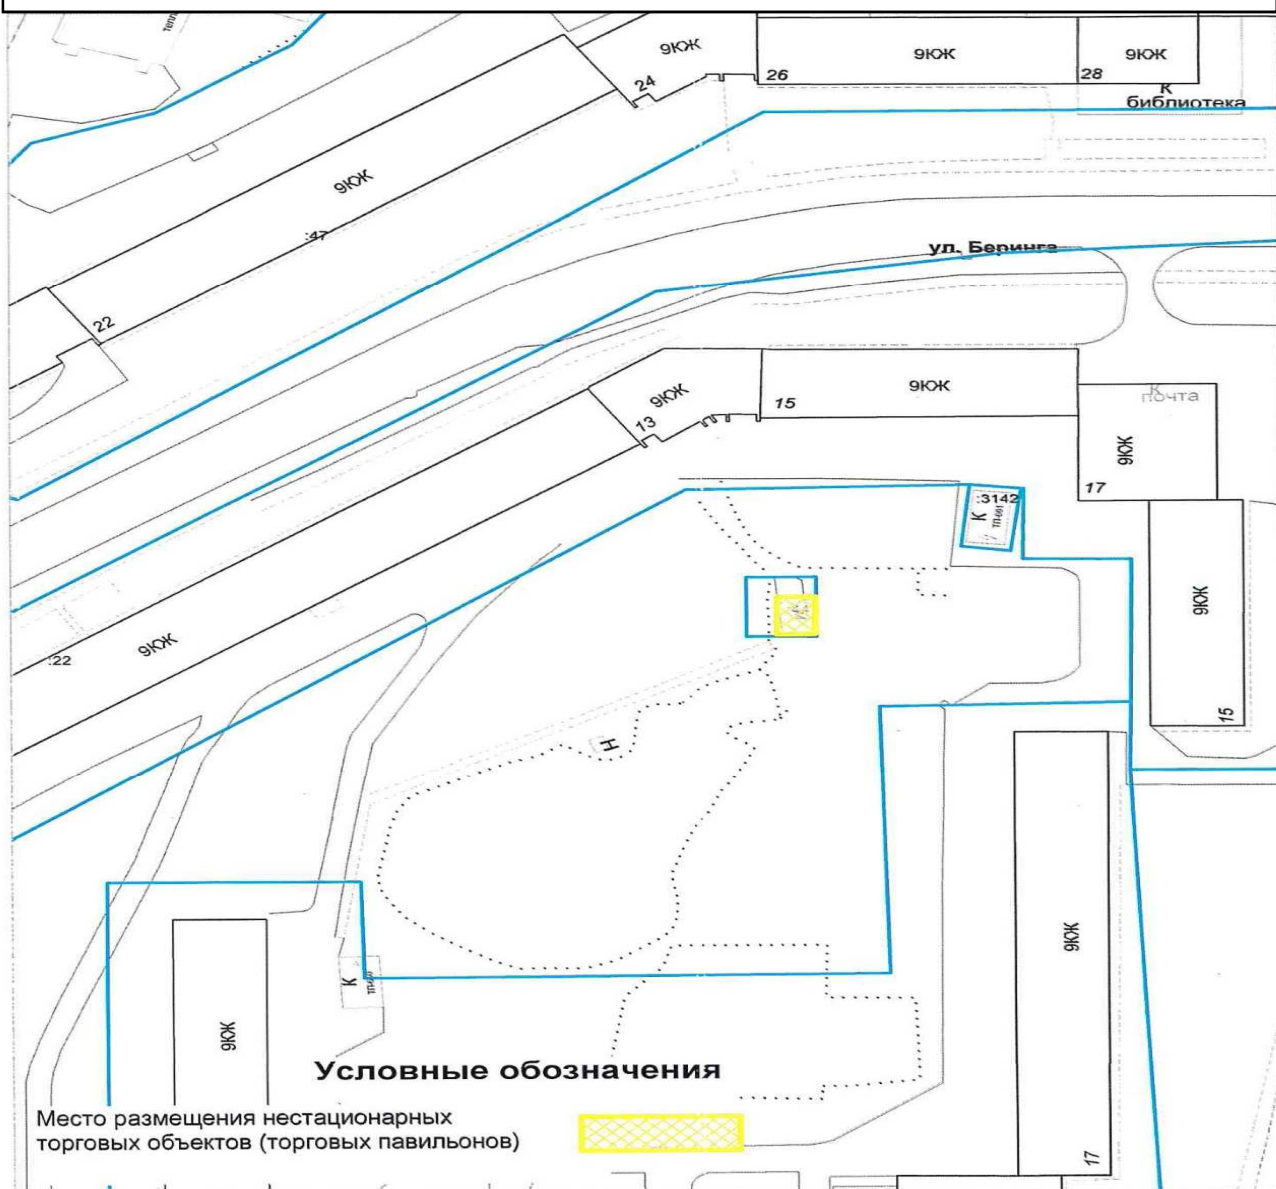 9КЖ
24
26
9КЖ
28
9КЖ
К
библиотека
9КЖ
:47
ул. Беринга
22
9КЖ
13
15
9КЖ
К
почта
9КЖ
17
:3142
К
9КЖ
:22
9КЖ
15
Н
9КЖ
К
9КЖ
17
Условные обозначения
Место размещения нестационарных
торговых объектов (торговых павильонов)